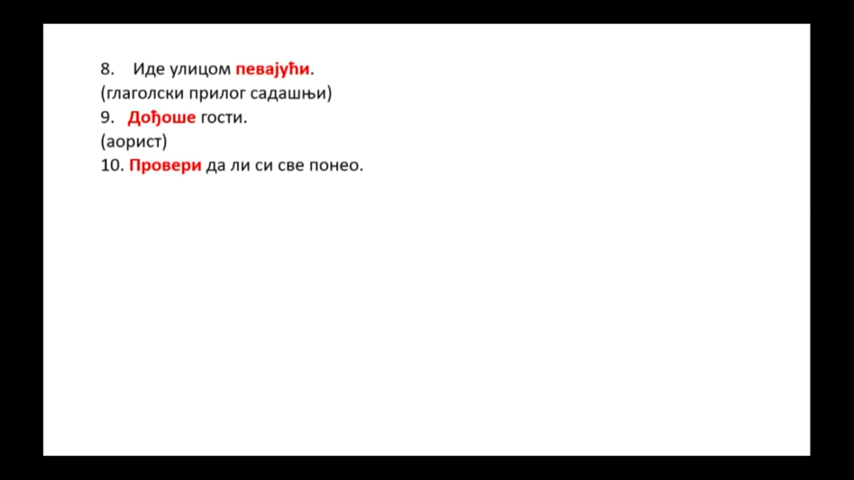 8. Иде улицом певајући.
(глаголски прилог садашњи)
9. Дођоше гости.
(аорист)
10. Провери да ли си све понео.